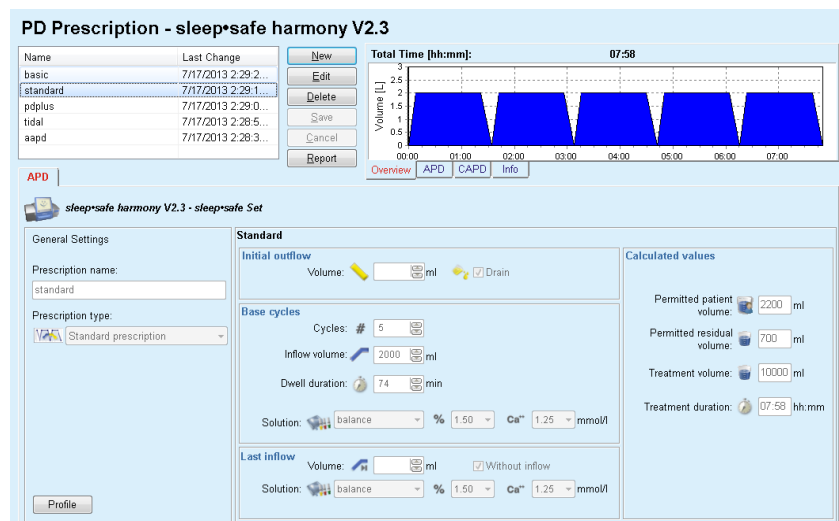 PD Prescription - sleep•safe harmony V2.3
Name Last Change
basic 7/17/2013 2:29:2...
standard 7/17/2013 2:29:1...
pdplus 7/17/2013 2:29:0...
tidal 7/17/2013 2:28:5...
aapd 7/17/2013 2:28:3...
New
Edit
Delete
Save
Cancel
Report
Total Time [hh:mm]: 07:58
Volume [L]
3
2.5
2
1.5
1
0.5
0
00:00 01:00 02:00 03:00 04:00 05:00 06:00 07:00
Overview APD CAPD Info
APD
sleep•safe harmony V2.3 - sleep•safe Set
General Settings
Prescription name:
standard
Prescription type:
Standard prescription
Profile
Standard
Initial outflow
Volume: ml Drain
Base cycles
Cycles: # 5
Inflow volume: 2000 ml
Dwell duration: 74 min
Solution: balance % 1.50 Ca⁺⁺ 1.25 mmol/l
Last inflow
Volume: ml Without inflow
Solution: balance % 1.50 Ca⁺⁺ 1.25 mmol/l
Calculated values
Permitted patient
volume: 2200 ml
Permitted residual
volume: 700 ml
Treatment volume: 10000 ml
Treatment duration: 07:58 hh:mm